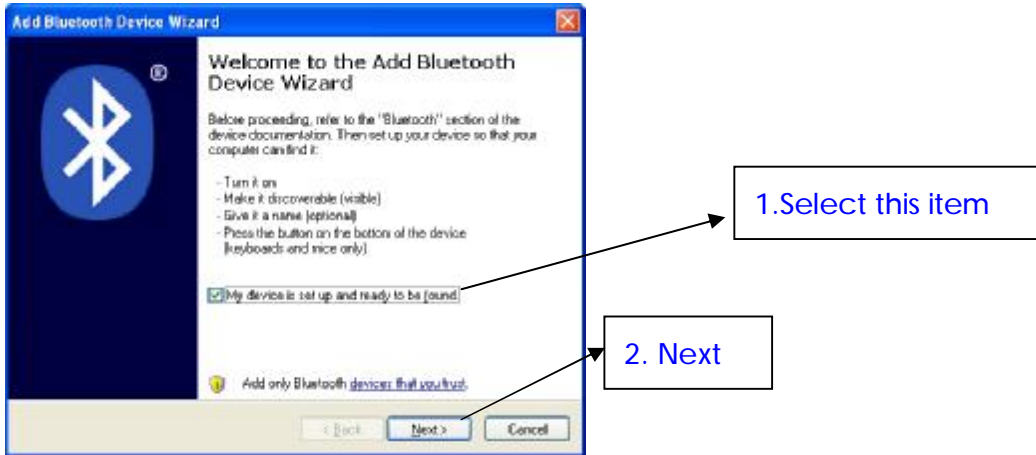 Add Bluetooth Device Wizard
®
Welcome to the Add Bluetooth
Device Wizard
Before proceeding, refer to the "Bluetooth" section of the
device documentation. Then set up your device so that your
computer can find it:
- Turn it on
- Make it discoverable (visible)
- Give it a name (optional)
- Press the button on the bottom of the device
(keyboards and mice only)
My device is set up and ready to be found.
Add only Bluetooth devices that you trust.
< Back Next > Cancel
1.Select this item
2. Next